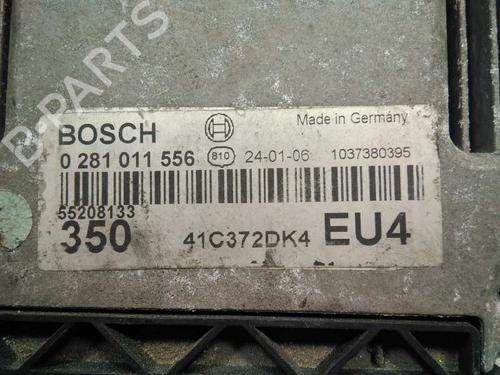 Made in Germany
BOSCH
0 281 011 556 810 24-01-06 1037380395
55208133
350 41C372DK4 EU4
B-PARTS